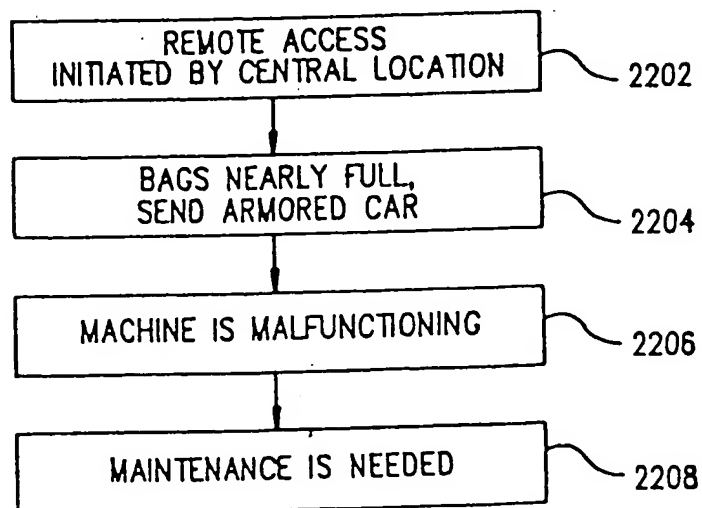 REMOTE ACCESS
INITIATED BY CENTRAL LOCATION
2202
BAGS NEARLY FULL,
SEND ARMORED CAR
2204
MACHINE IS MALFUNCTIONING
2206
MAINTENANCE IS NEEDED
2208